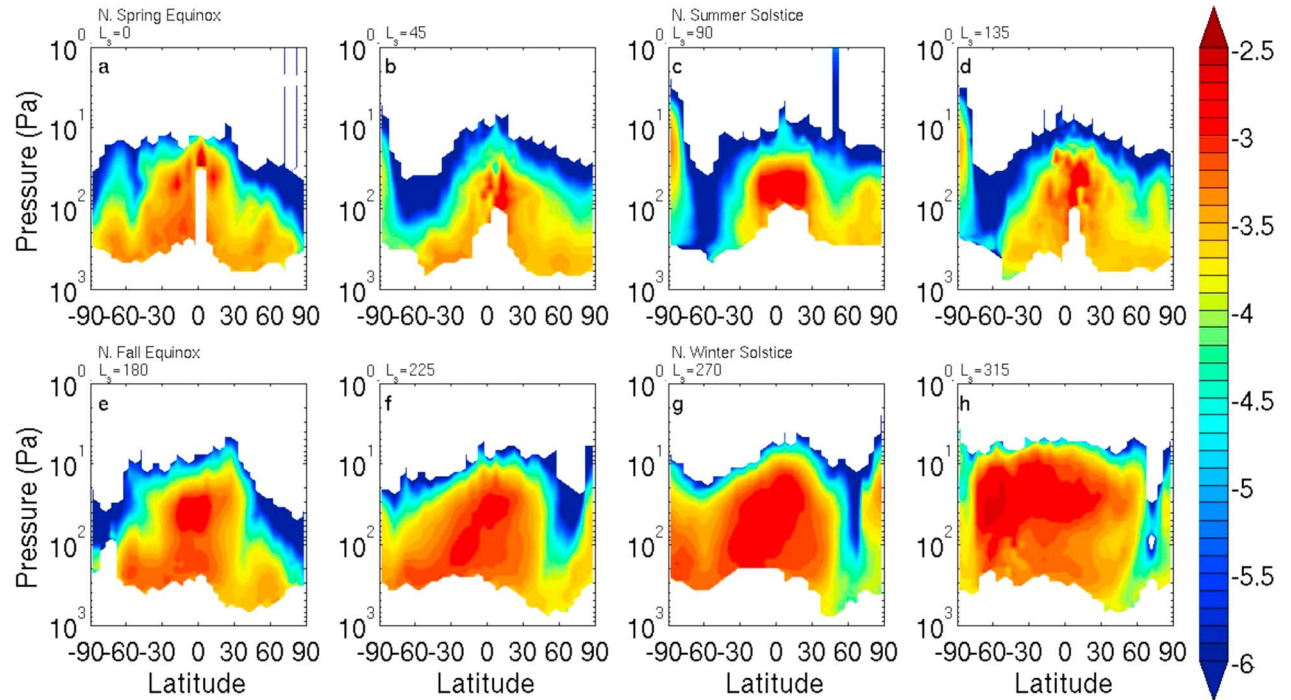 N. Spring Equinox
L_s=0
L_s=45
N. Summer Solstice
L_s=90
L_s=135
0
0
0
0
10^0
10^0
10^0
10^0
a
b
c
d
10^1
10^1
10^1
10^1
Pressure (Pa)
10^2
10^2
10^2
10^2
10^3
10^3
10^3
10^3
-90-60-30 0 30 60 90
-90-60-30 0 30 60 90
-90-60-30 0 30 60 90
-90-60-30 0 30 60 90
N. Fall Equinox
L_s=180
L_s=225
N. Winter Solstice
L_s=270
L_s=315
0
0
0
0
10^0
10^0
10^0
10^0
e
f
g
h
10^1
10^1
10^1
10^1
Pressure (Pa)
10^2
10^2
10^2
10^2
10^3
10^3
10^3
10^3
-90-60-30 0 30 60 90
-90-60-30 0 30 60 90
-90-60-30 0 30 60 90
-90-60-30 0 30 60 90
Latitude
Latitude
Latitude
Latitude
-2.5
-3
-3.5
-4
-4.5
-5
-5.5
-6